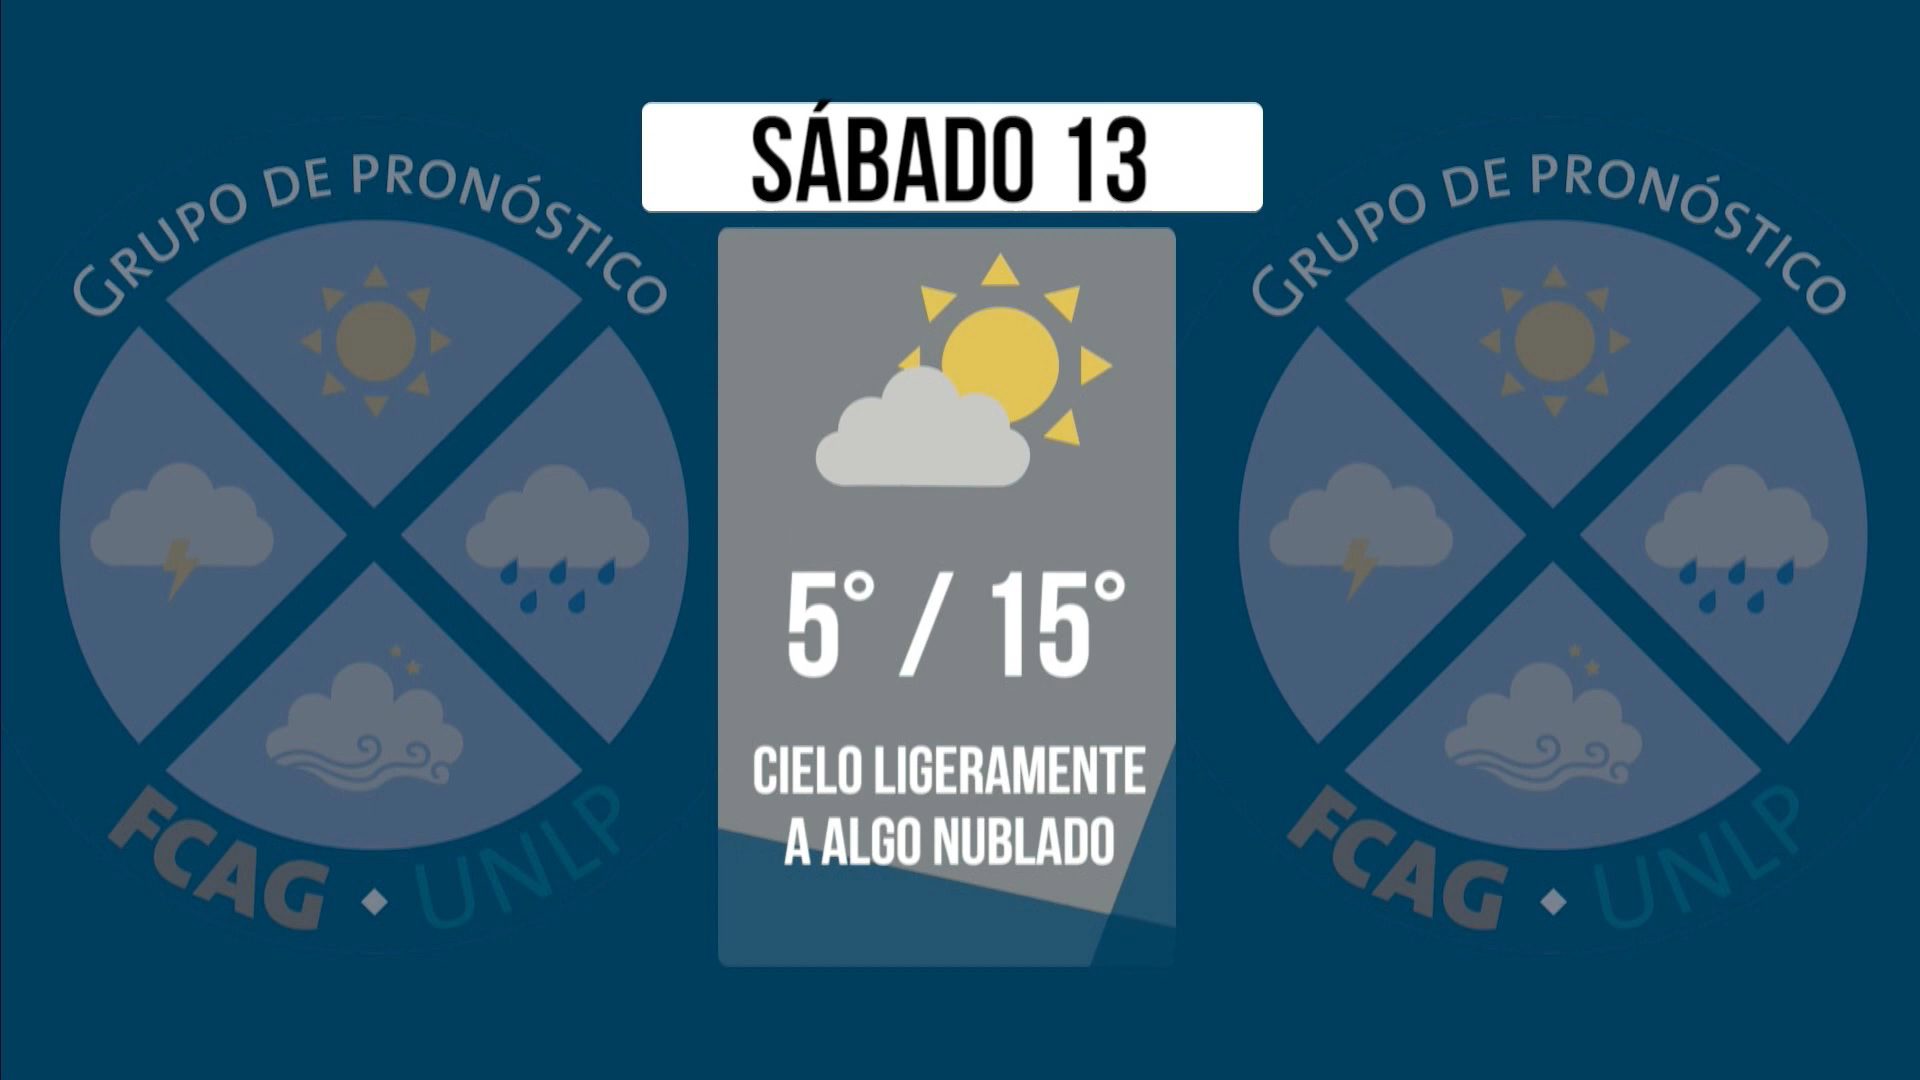 SÁBADO 13
GRUPO DE PRONÓSTICO
FCAG • UNLP
5° / 15°
CIELO LIGERAMENTE
A ALGO NUBLADO
GRUPO DE PRONÓSTICO
FCAG • UNLP